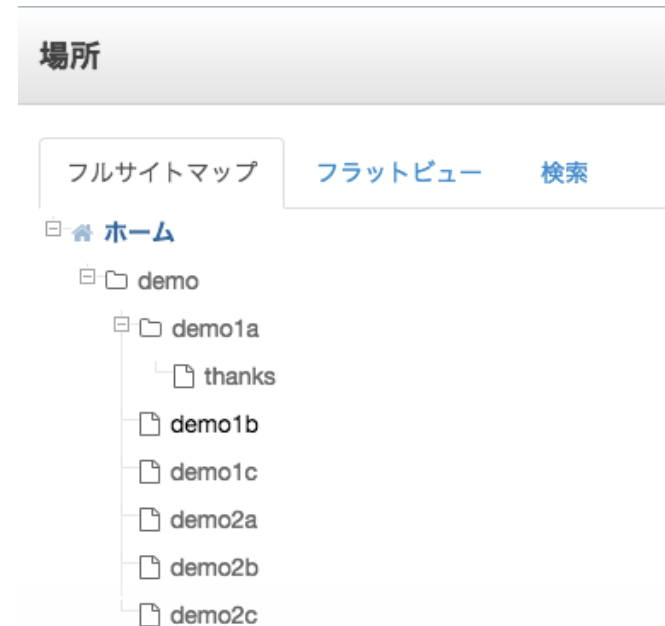 場所
フルサイトマップ フラットビュー 検索
ホーム
demo
demo1a
thanks
demo1b
demo1c
demo2a
demo2b
demo2c